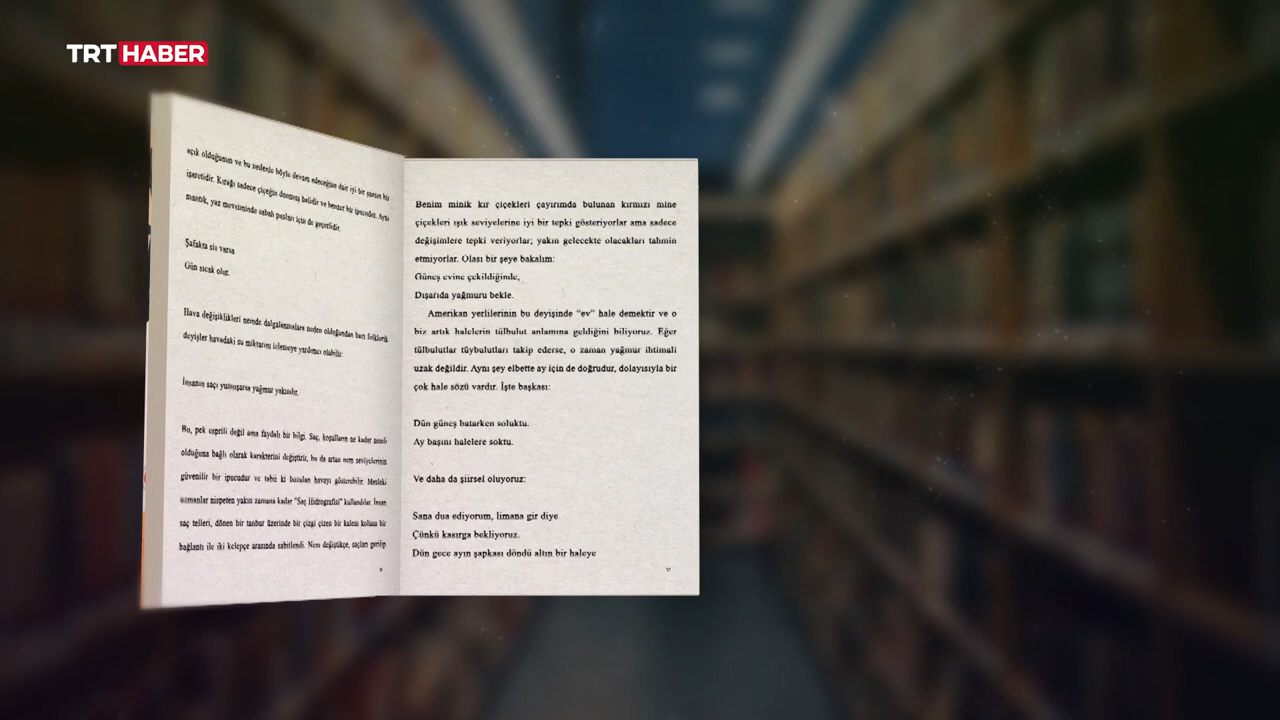 TRT HABER
açık olduğunun ve bu nedenle böyle devam edeceğine dair iyi bir şansın bir
işaretidir. Kırağı sadece çiçeğin donmuş halidir ve benzer bir ipucudur. Aynı
mantık, yaz mevsiminde sabah pusları için de geçerlidir.
Şafakta sis varsa
Gün sıcak olur.
Hava değişiklikleri nemde dalgalanmalara neden olduğundan bazı folklorik
deyişler havadaki su miktarını izlemeye yardımcı olabilir:
İnsanın saçı yumuşarsa yağmur yakındır.
Bu, pek esprili değil ama faydalı bir bilgi. Saç, koşulların ne kadar nemli
olduğuna bağlı olarak karakterini değiştirir, bu da artan nem seviyelerinin
güvenilir bir ipucudur ve tabii ki bozulan havayı gösterebilir. Mesleki
uzmanlar nispeten yakın zamana kadar "Saç Hidrografisi" kullandılar. İnsan
saç telleri, dönen bir tambur üzerinde bir çizgi çizen bir kalem koluna bir
bağlantı ile iki kelepçe arasında sabitlendi. Nem değiştikçe, saçları gerilip
Benim minik kır çiçekleri çayırımda bulunan kırmızı mine
çiçekleri ışık seviyelerine iyi bir tepki gösteriyorlar ama sadece
değişimlere tepki veriyorlar; yakın gelecekte olacakları tahmin
etmiyorlar. Olası bir şeye bakalım:
Güneş evine çekildiğinde,
Dışarıda yağmuru bekle.
Amerikan yerlilerinin bu deyişinde “ev” hale demektir ve o
biz artık halelerin tülbulut anlamına geldiğini biliyoruz. Eğer
tülbulutlar tüybulutları takip ederse, o zaman yağmur ihtimali
uzak değildir. Aynı şey elbette ay için de doğrudur, dolayısıyla bir
çok hale sözü vardır. İşte başkası:
Dün güneş batarken soluktu.
Ay başını halelere soktu.
Ve daha da şiirsel oluyoruz:
Sana dua ediyorum, limana gir diye
Çünkü kasırga bekliyoruz.
Dün gece ayın şapkası döndü altın bir haleye
17